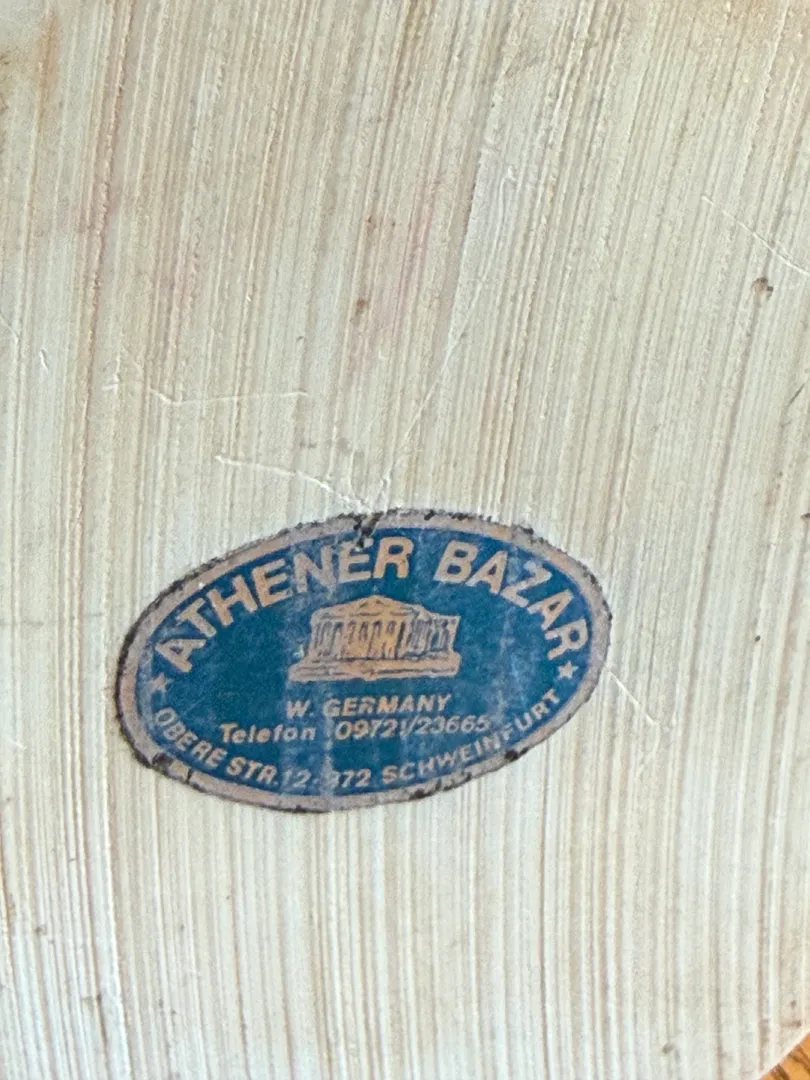 ATHENER BAZAR
W. GERMANY
Telefon 09721/23665
OBERE STR. 12 · 872 SCHWEINFURT